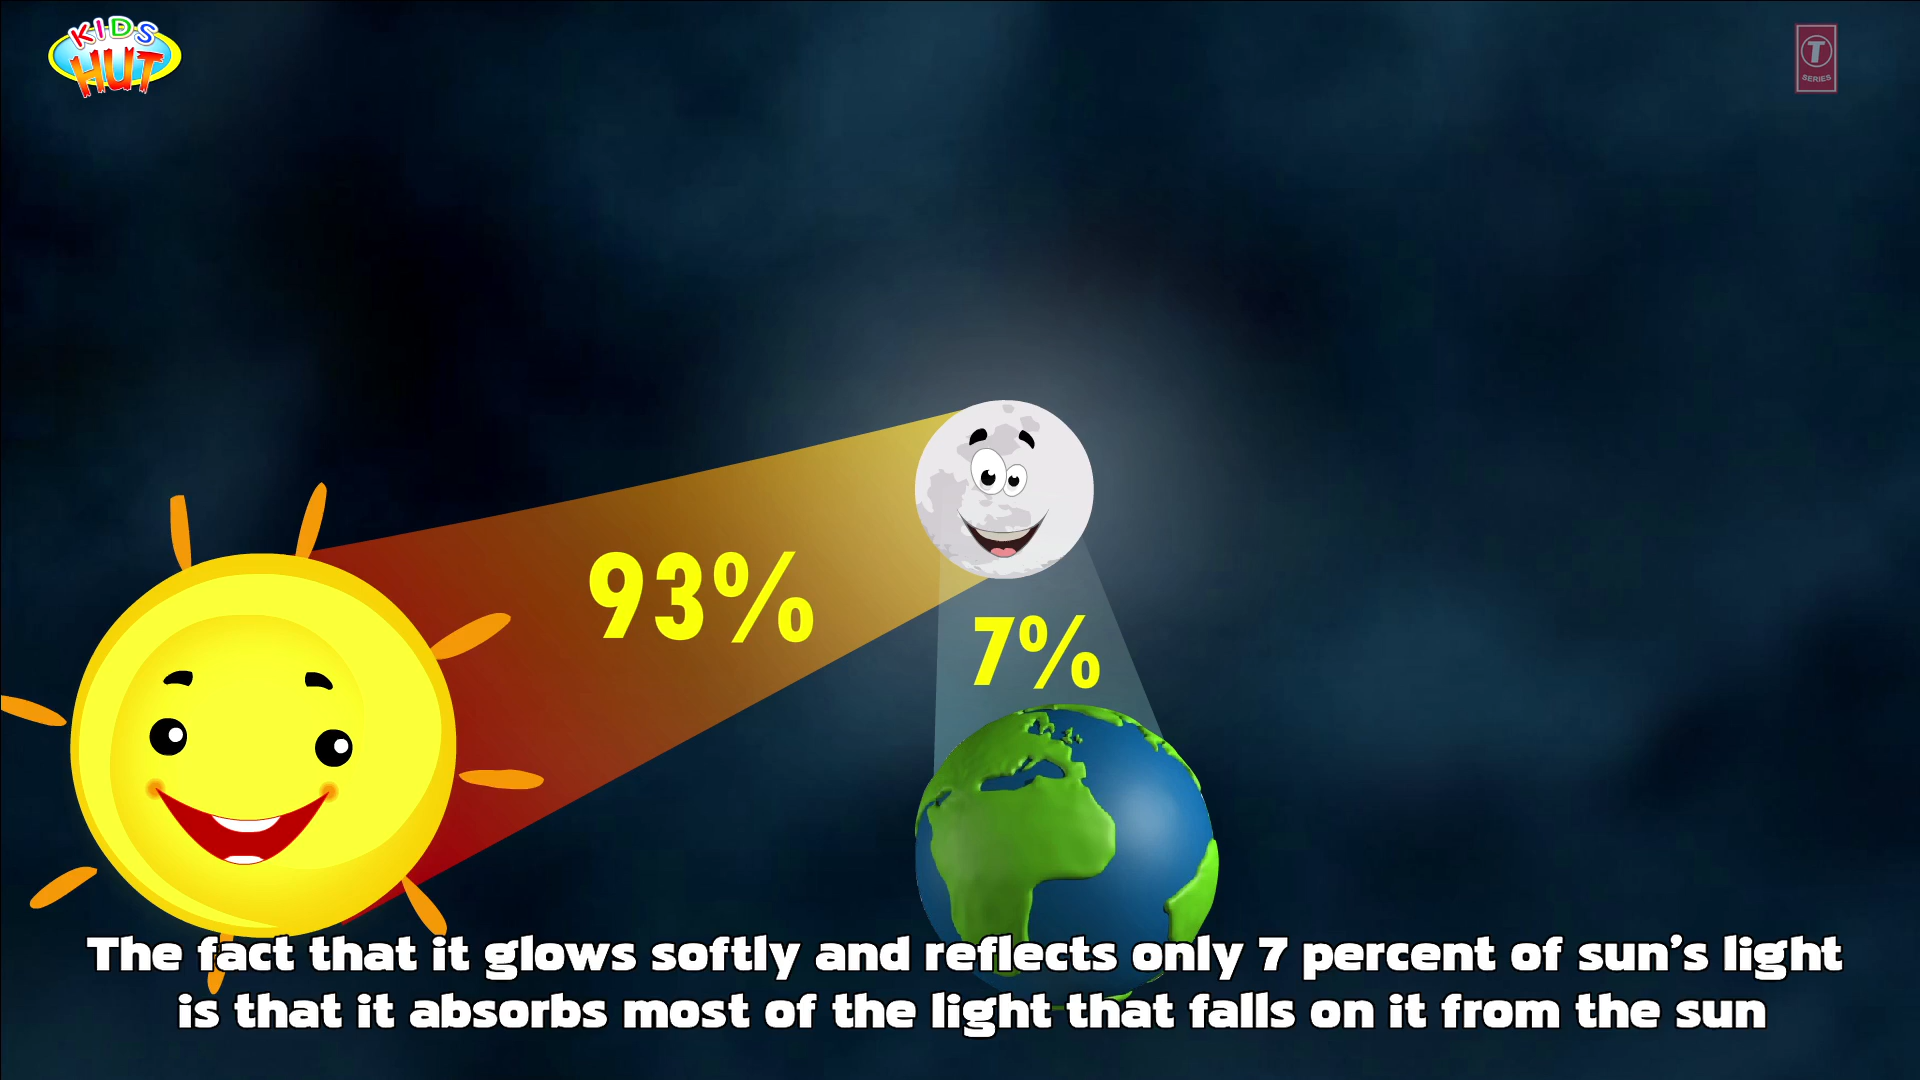 KIDS
HUT
T
SERIES
93%
7%
The fact that it glows softly and reflects only 7 percent of sun's light
is that it absorbs most of the light that falls on it from the sun